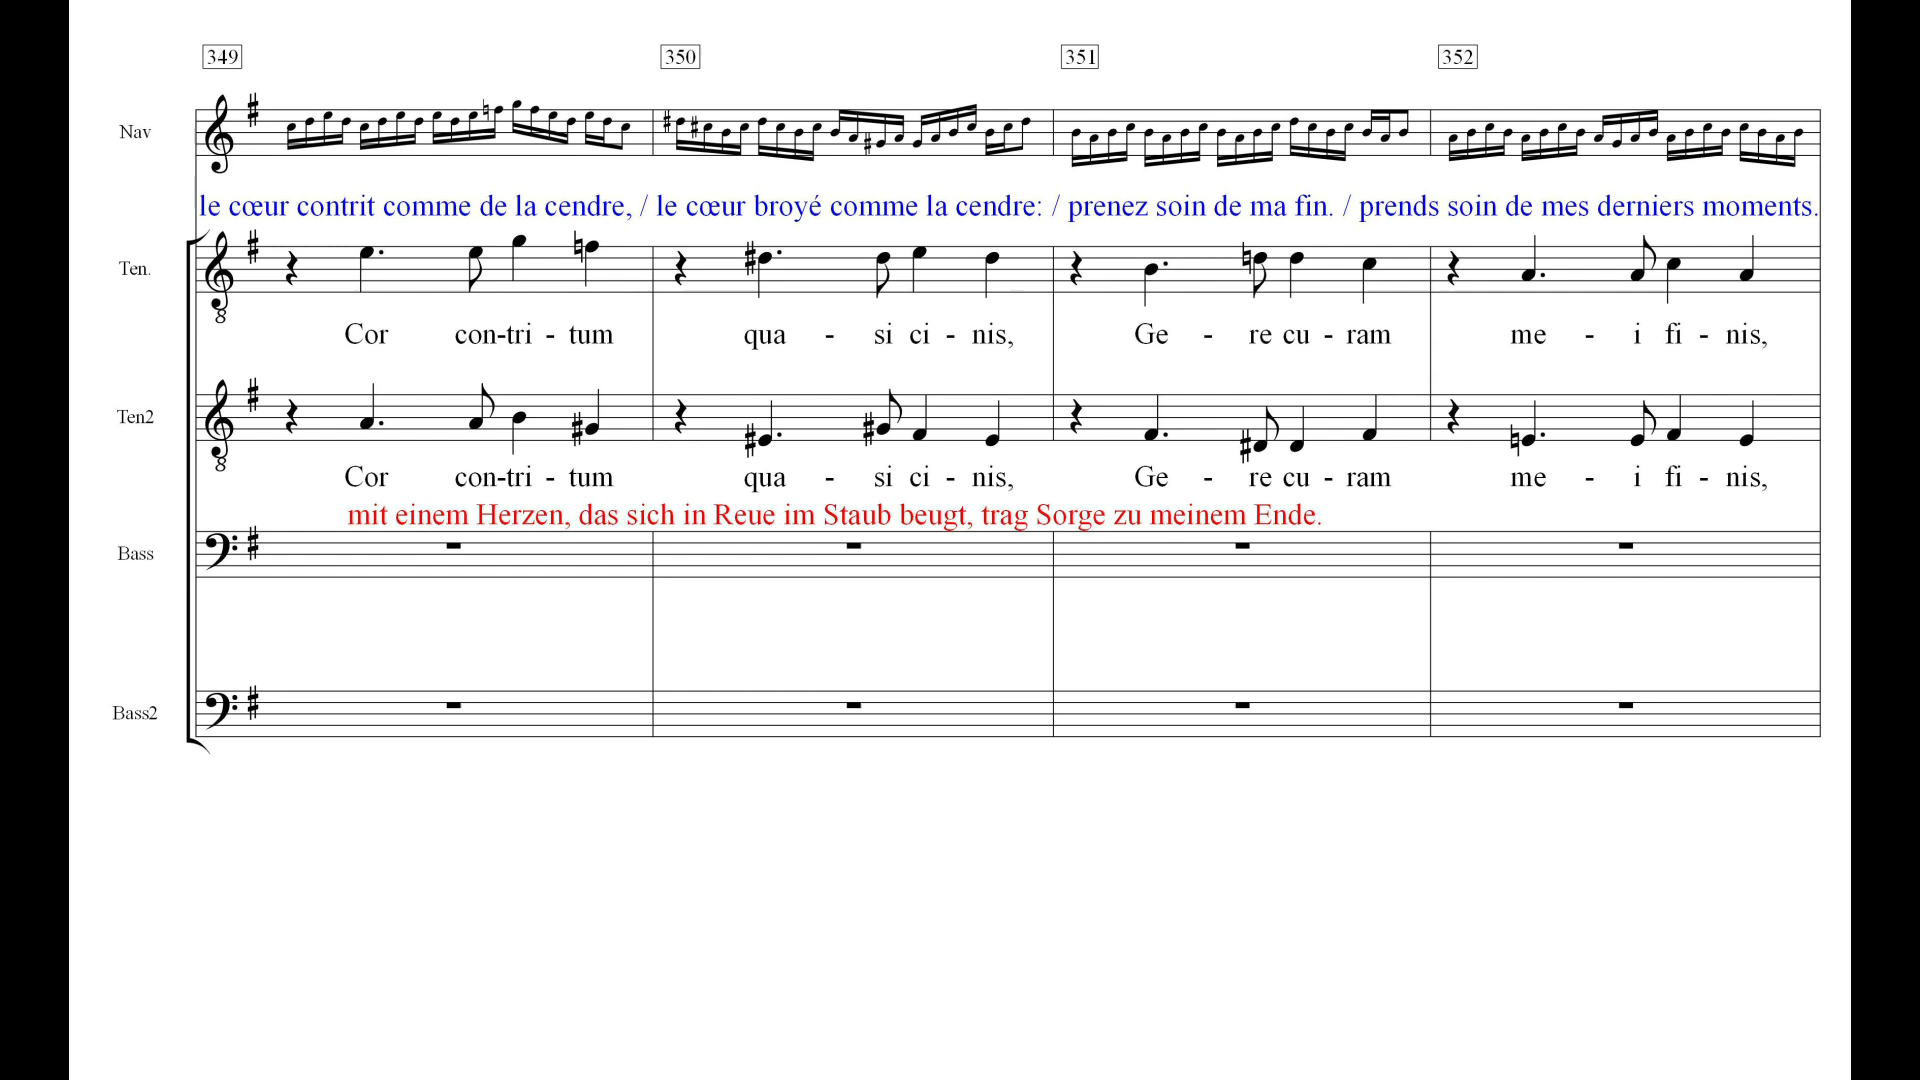 349 350 351 352
Nav
le cœur contrit comme de la cendre, / le cœur broyé comme la cendre: / prenez soin de ma fin. / prends soin de mes derniers moments.
Ten.
8
Cor con-tri - tum qua - si ci - nis, Ge - re cu - ram me - i fi - nis,
Ten2
8
Cor con-tri - tum qua - si ci - nis, Ge - re cu - ram me - i fi - nis,
mit einem Herzen, das sich in Reue im Staub beugt, trag Sorge zu meinem Ende.
Bass
Bass2